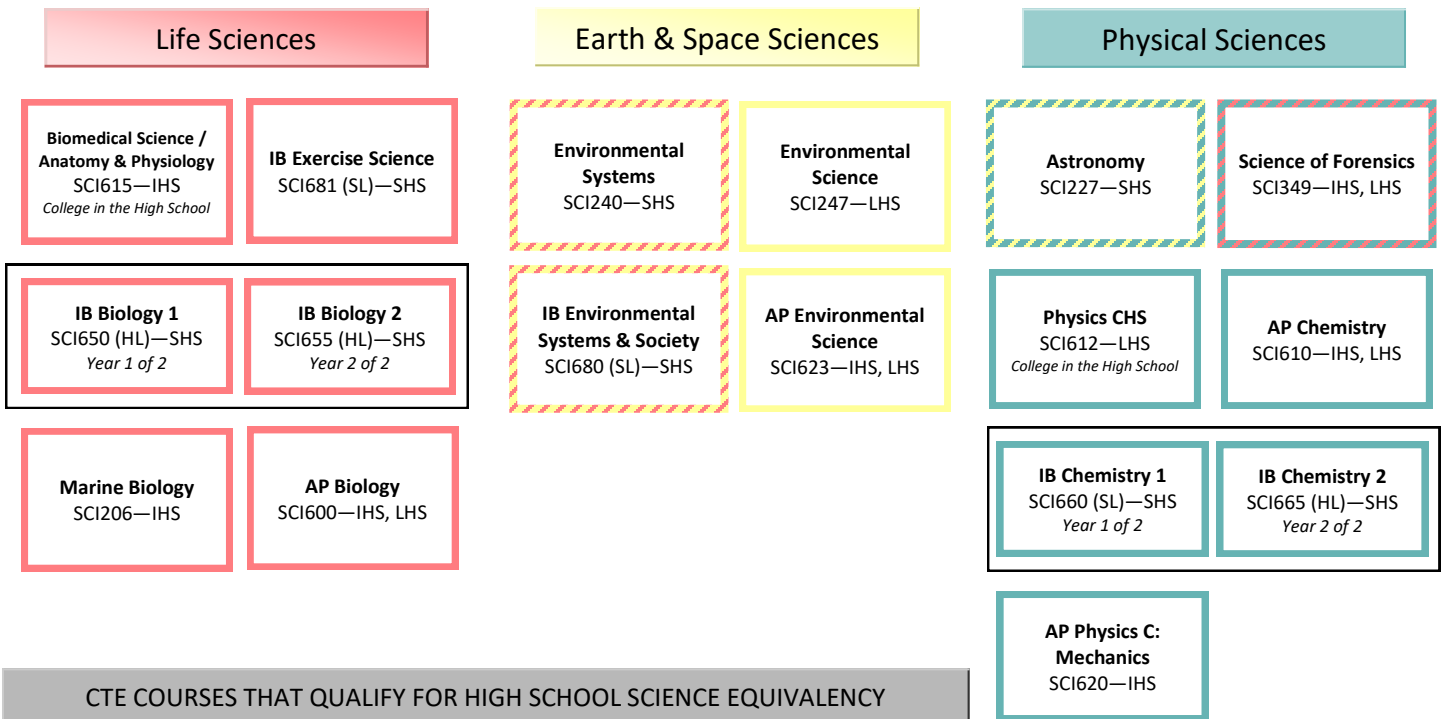 Life Sciences
Biomedical Science /
Anatomy & Physiology
SCI615—IHS
College in the High School
IB Exercise Science
SCI681 (SL)—SHS
IB Biology 1
SCI650 (HL)—SHS
Year 1 of 2
IB Biology 2
SCI655 (HL)—SHS
Year 2 of 2
Marine Biology
SCI206—IHS
AP Biology
SCI600—IHS, LHS
Earth & Space Sciences
Environmental
Systems
SCI240—SHS
Environmental
Science
SCI247—LHS
IB Environmental
Systems & Society
SCI680 (SL)—SHS
AP Environmental
Science
SCI623—IHS, LHS
Physical Sciences
Astronomy
SCI227—SHS
Science of Forensics
SCI349—IHS, LHS
Physics CHS
SCI612—LHS
College in the High School
AP Chemistry
SCI610—IHS, LHS
IB Chemistry 1
SCI660 (SL)—SHS
Year 1 of 2
IB Chemistry 2
SCI665 (HL)—SHS
Year 2 of 2
AP Physics C:
Mechanics
SCI620—IHS
CTE COURSES THAT QUALIFY FOR HIGH SCHOOL SCIENCE EQUIVALENCY